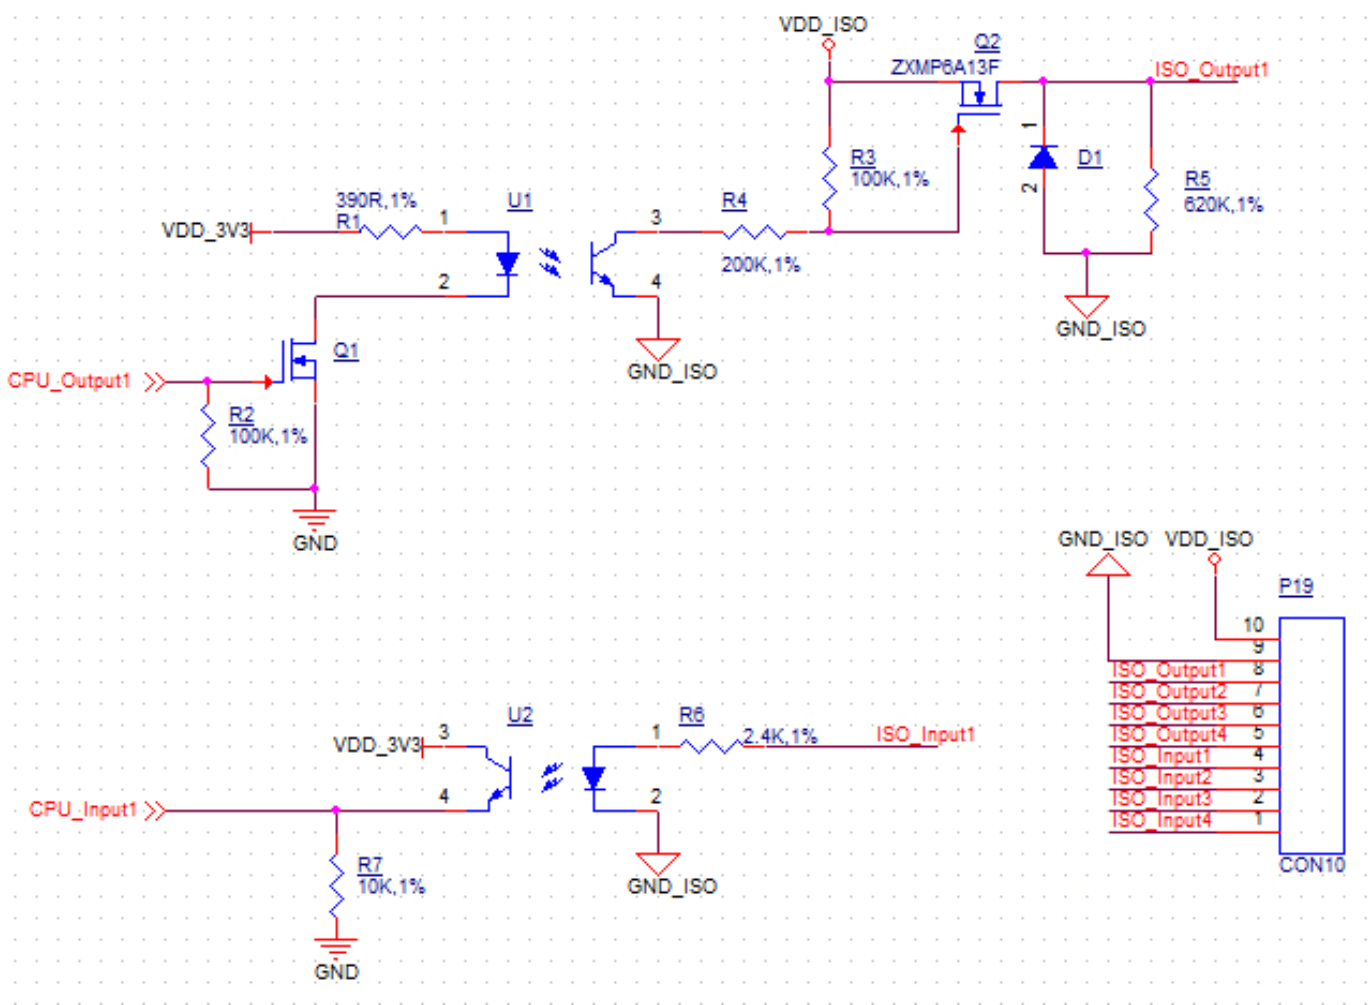 VDD_ISO
Q2
ZXMP6A13F
ISO_Output1
1
D1
2
R3
100K,1%
R5
620K,1%
390R,1%
R1
VDD_3V3
1
U1
3
R4
200K,1%
2
4
GND_ISO
GND_ISO
Q1
CPU_Output1
R2
100K,1%
GND
GND_ISO
VDD_ISO
P19
10
9
ISO_Output1 8
ISO_Output2 7
ISO_Output3 6
ISO_Output4 5
ISO_Input1 4
ISO_Input2 3
ISO_Input3 2
ISO_Input4 1
CON10
U2
VDD_3V3
3
1
R6
2.4K,1%
ISO_Input1
CPU_Input1
4
2
R7
10K,1%
GND_ISO
GND